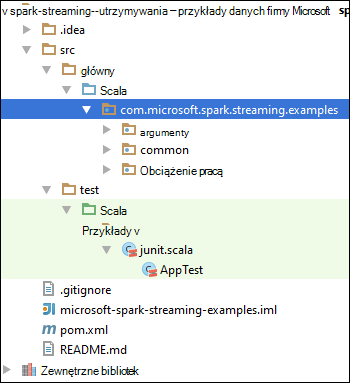 v spark-streaming--utrzymywania – przykłady danych firmy Microsoft sp
.idea
src
główny
Scala
com.microsoft.spark.streaming.examples
argumenty
common
Obciążenie pracą
test
Scala
Przykłady v
junit.scala
AppTest
.gitignore
microsoft-spark-streaming-examples.iml
pom.xml
README.md
Zewnętrzne bibliotek